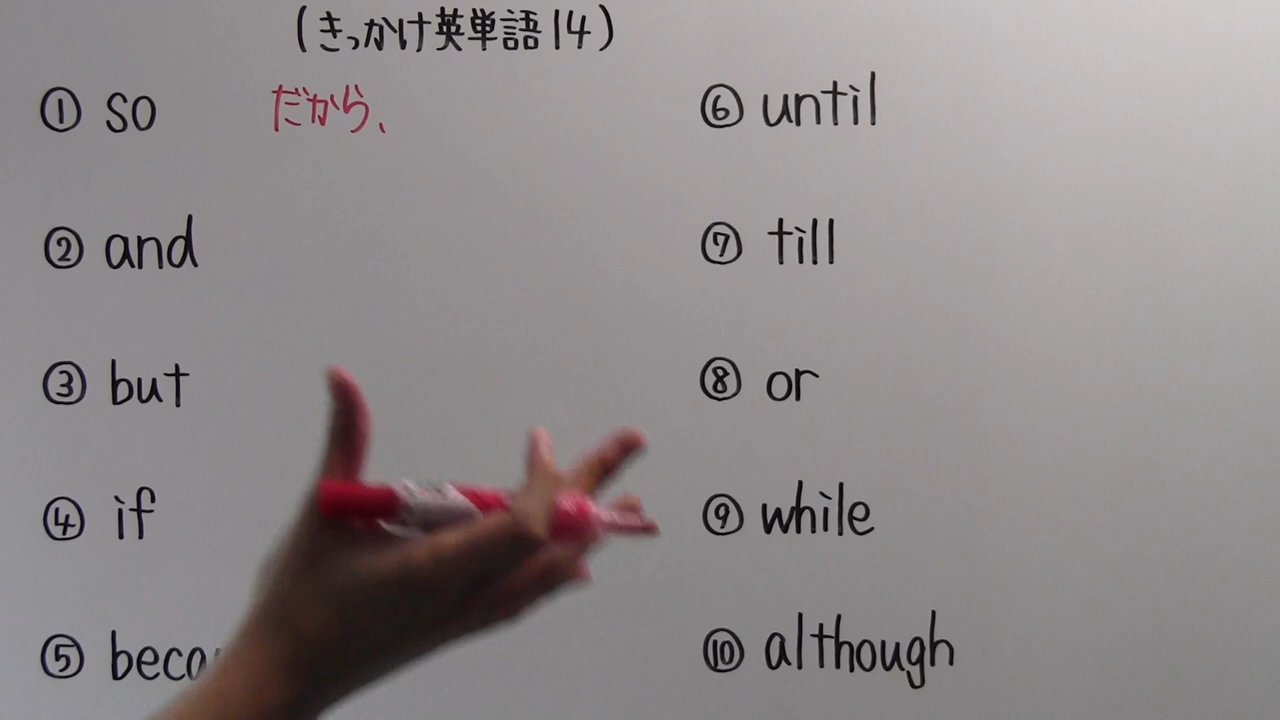 (きっかけ英単語14)
① so だから、
② and
③ but
④ if
⑤ beca
⑥ until
⑦ till
⑧ or
⑨ while
⑩ although